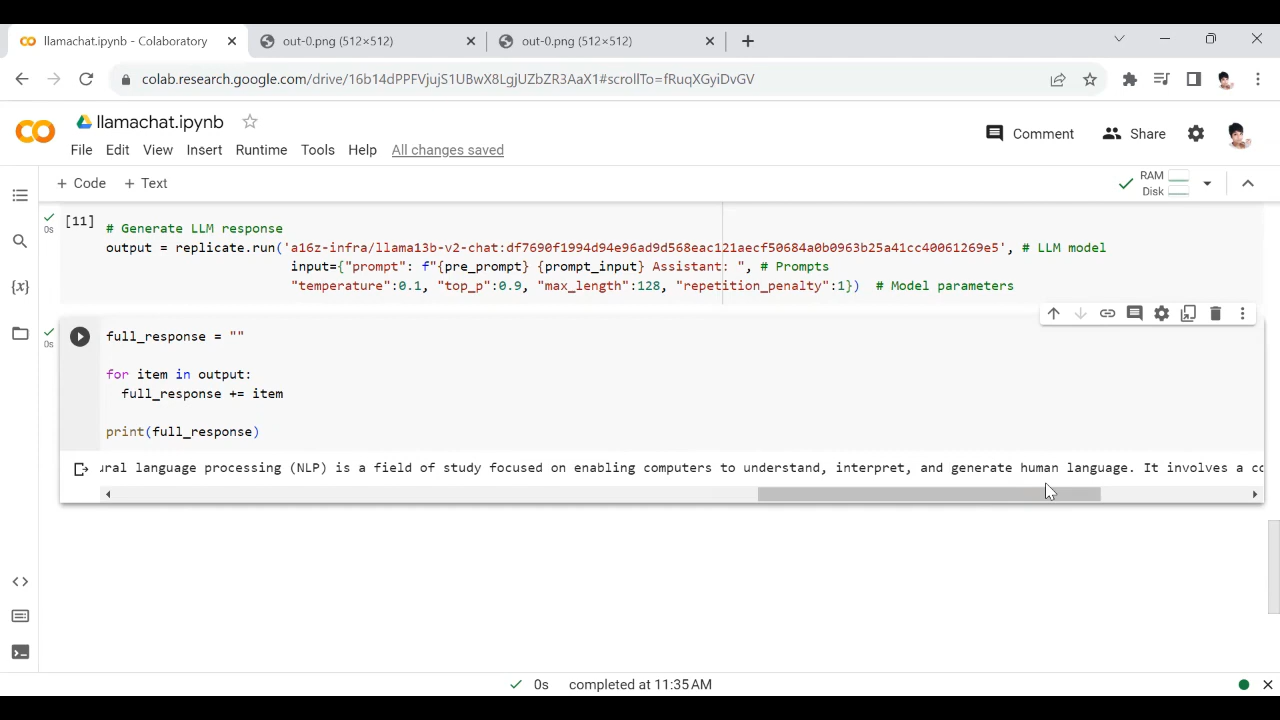 llamachat.ipynb - Colaboratory
out-0.png (512×512)
out-0.png (512×512)
colab.research.google.com/drive/16b14dPPFVjujS1UBwX8LgjUZbZR3AaX1#scrollTo=fRuqXGyiDvGV
llamachat.ipynb
Comment
Share
File Edit View Insert Runtime Tools Help All changes saved
+ Code + Text
RAM
Disk
[11]
0s
# Generate LLM response
output = replicate.run('a16z-infra/llama13b-v2-chat:df7690f1994d94e96ad9d568eac121aecf50684a0b0963b25a41cc40061269e5', # LLM model
input={"prompt": f"{pre_prompt} {prompt_input} Assistant: ", # Prompts
"temperature":0.1, "top_p":0.9, "max_length":128, "repetition_penalty":1}) # Model parameters
0s
full_response = ""
for item in output:
full_response += item
print(full_response)
ural language processing (NLP) is a field of study focused on enabling computers to understand, interpret, and generate human language. It involves a co
0s completed at 11:35 AM